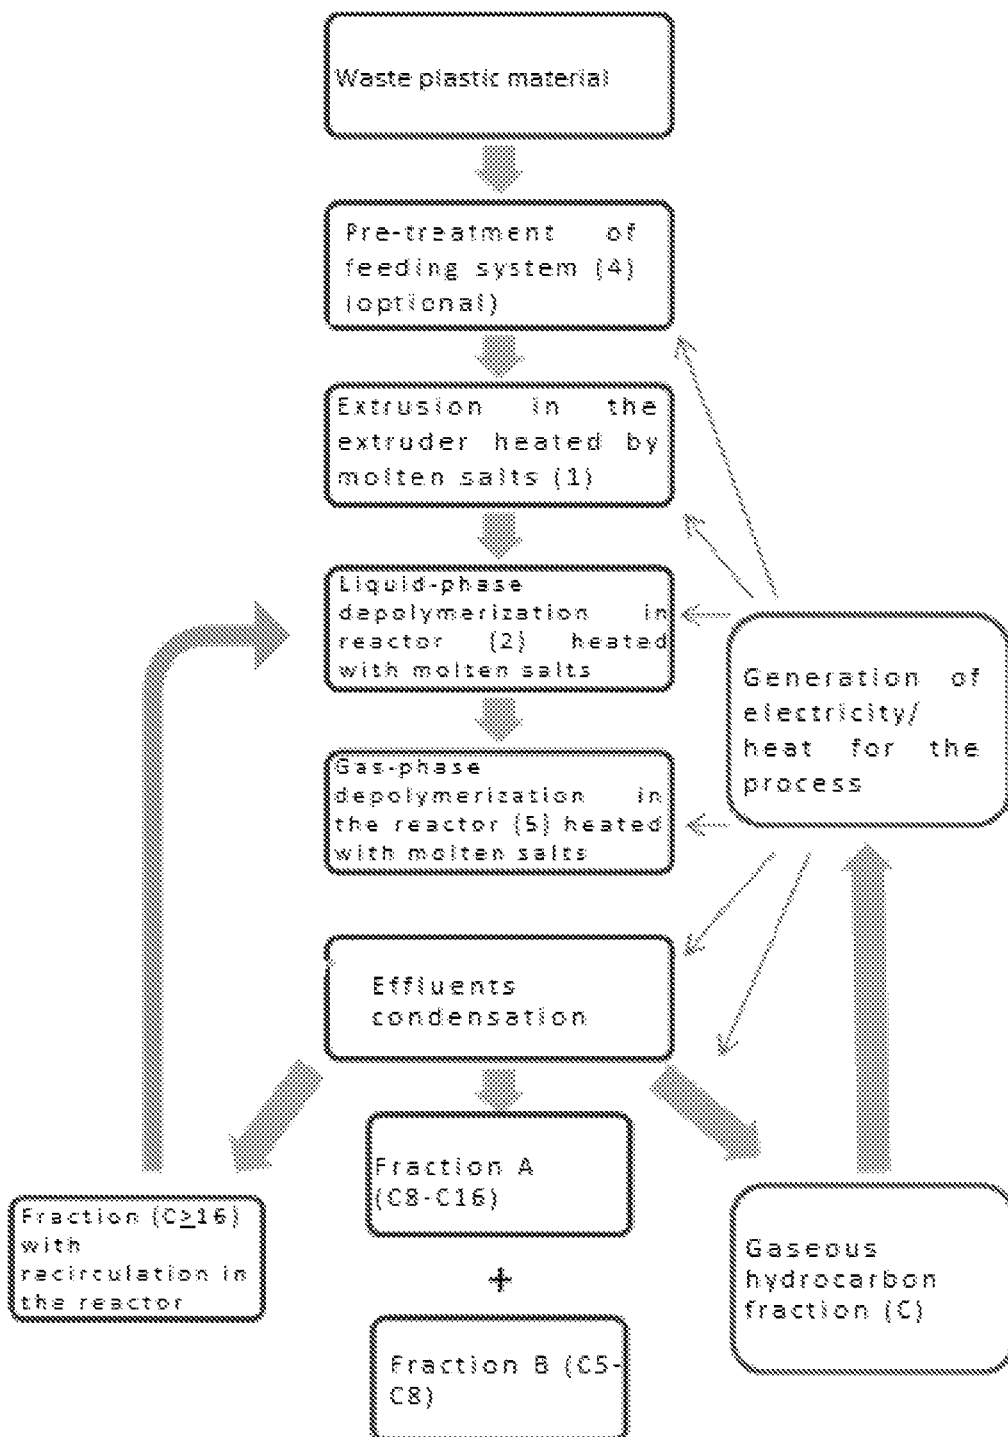 Waste plastic material
Pre-treatment of
feeding system (4)
(optional)
Extrusion in the
extruder heated by
molten salts (1)
Liquid-phase
depolymerization in
reactor (2) heated
with molten salts
Generation of
electricity/
heat for the
process
Gas-phase
depolymerization in
the reactor (5) heated
with molten salts
Effluents
condensation
Fraction A
(C8-C16)
Fraction (C≥16)
with
racirculation in
the reactor
Gaseous
hydrocarbon
fraction (C)
+
Fraction B (C5-
C8)